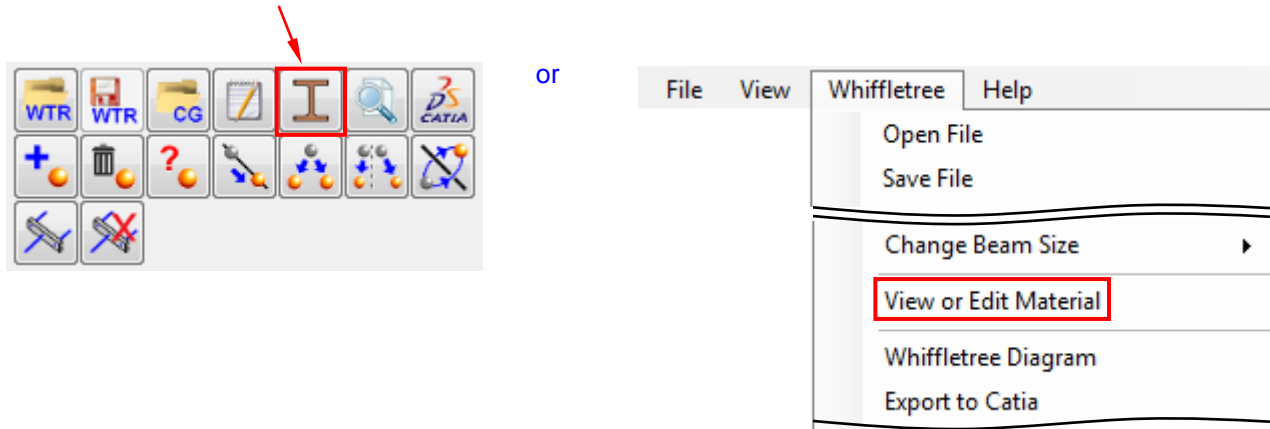 WTR
WTR
CG
DS
CATIA
+
?
or
File View Whiffletree Help
Open File
Save File
Change Beam Size
View or Edit Material
Whiffletree Diagram
Export to Catia